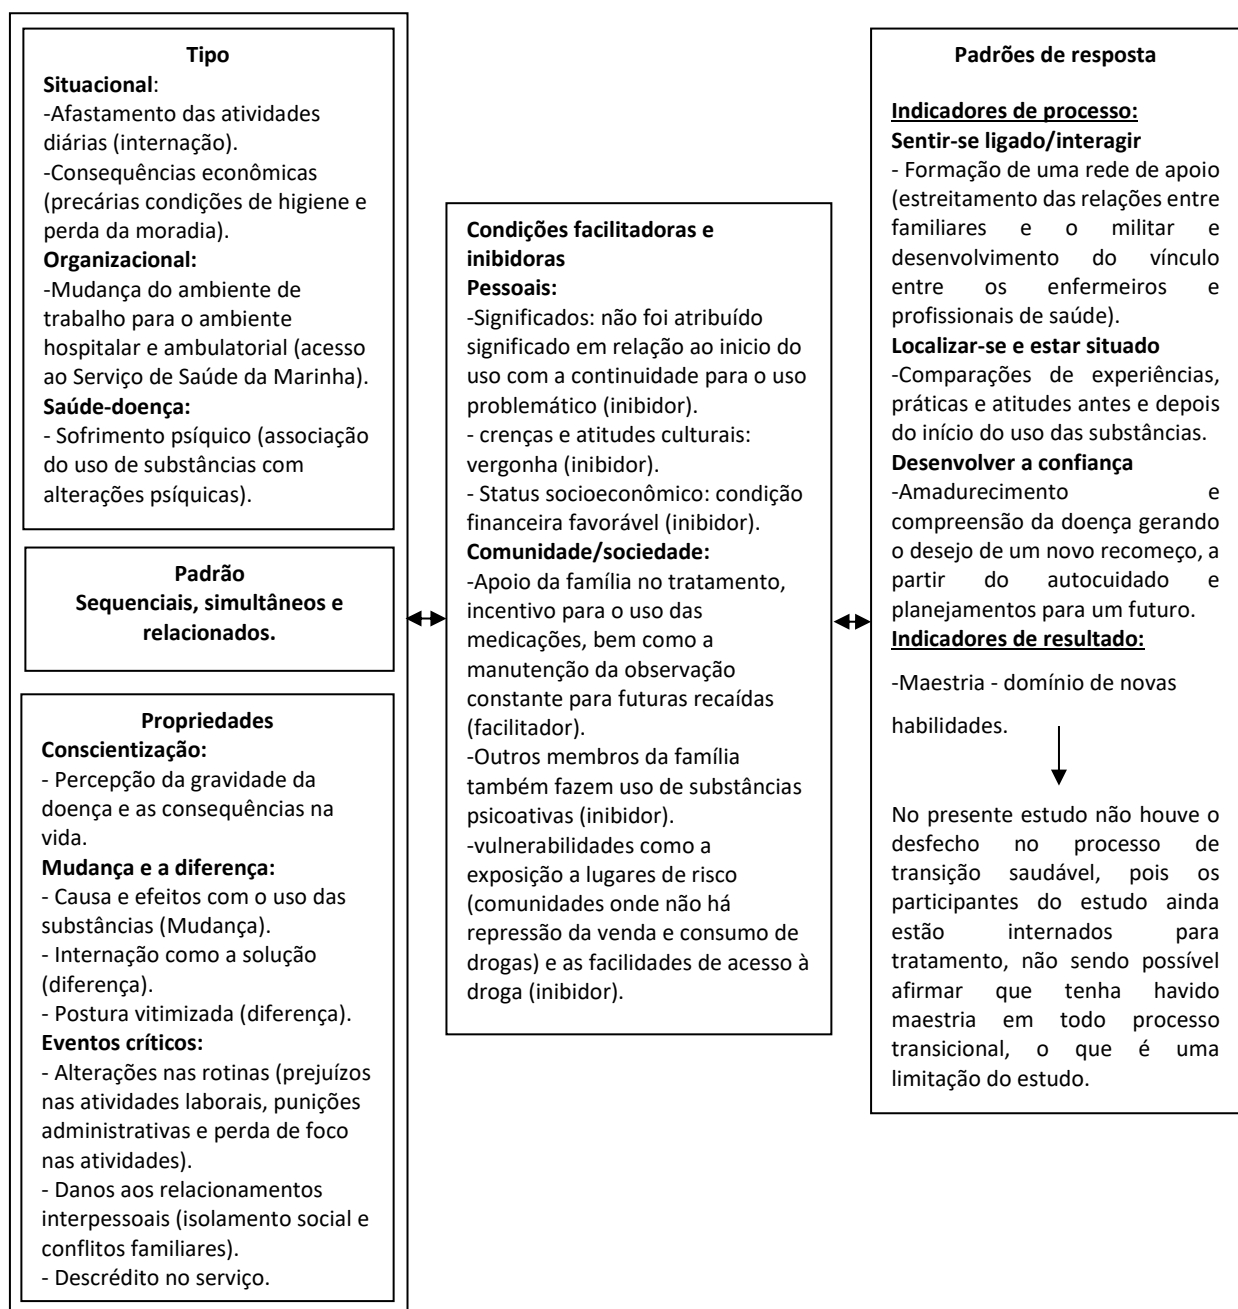 Tipo
Situacional:
-Afastamento das atividades
diárias (internação).
-Consequências econômicas
(precárias condições de higiene e
perda da moradia).
Organizacional:
-Mudança do ambiente de
trabalho para o ambiente
hospitalar e ambulatorial (acesso
ao Serviço de Saúde da Marinha).
Saúde-doença:
- Sofrimento psíquico (associação
do uso de substâncias com
alterações psíquicas).
Padrão
Sequenciais, simultâneos e
relacionados.
Propriedades
Conscientização:
- Percepção da gravidade da
doença e as consequências na
vida.
Mudança e a diferença:
- Causa e efeitos com o uso das
substâncias (Mudança).
- Internação como a solução
(diferença).
- Postura vitimizada (diferença).
Eventos críticos:
- Alterações nas rotinas (prejuízos
nas atividades laborais, punições
administrativas e perda de foco
nas atividades).
- Danos aos relacionamentos
interpessoais (isolamento social e
conflitos familiares).
- Descrédito no serviço.
Condições facilitadoras e
inibidoras
Pessoais:
-Significados: não foi atribuído
significado em relação ao inicio do
uso com a continuidade para o uso
problemático (inibidor).
- crenças e atitudes culturais:
vergonha (inibidor).
- Status socioeconômico: condição
financeira favorável (inibidor).
Comunidade/sociedade:
-Apoio da família no tratamento,
incentivo para o uso das
medicações, bem como a
manutenção da observação
constante para futuras recaídas
(facilitador).
-Outros membros da família
também fazem uso de substâncias
psicoativas (inibidor).
-vulnerabilidades como a
exposição a lugares de risco
(comunidades onde não há
repressão da venda e consumo de
drogas) e as facilidades de acesso à
droga (inibidor).
Padrões de resposta
Indicadores de processo:
Sentir-se ligado/interagir
- Formação de uma rede de apoio
(estreitamento das relações entre
familiares e o militar e
desenvolvimento do vínculo
entre os enfermeiros e
profissionais de saúde).
Localizar-se e estar situado
-Comparações de experiências,
práticas e atitudes antes e depois
do início do uso das substâncias.
Desenvolver a confiança
-Amadurecimento e
compreensão da doença gerando
o desejo de um novo recomeço, a
partir do autocuidado e
planejamentos para um futuro.
Indicadores de resultado:
-Maestria - domínio de novas
habilidades.
No presente estudo não houve o
desfecho no processo de
transição saudável, pois os
participantes do estudo ainda
estão internados para
tratamento, não sendo possível
afirmar que tenha havido
maestria em todo processo
transicional, o que é uma
limitação do estudo.